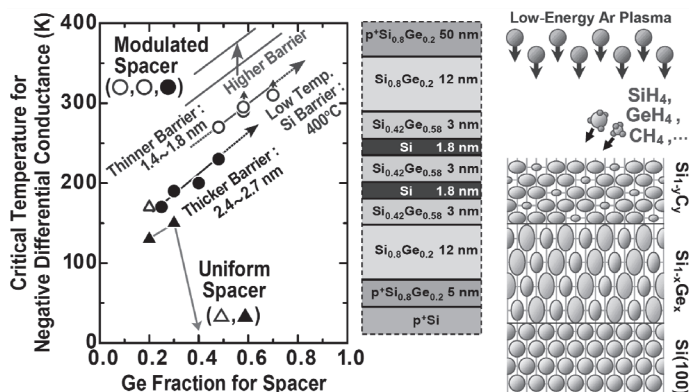 Critical Temperature for
Negative Differential Conductance (K)
400
300
200
100
0
0.0 0.2 0.4 0.6 0.8 1.0
Ge Fraction for Spacer
Modulated
Spacer
(○,○,●)
Higher Barrier
Thinner Barrier :
1.4~1.8 nm
Low Temp.
Si Barrier :
400°C
Thicker Barrier :
2.4~2.7 nm
Uniform
Spacer
(△,▲)
p⁺Si₀.₈Ge₀.₂ 50 nm
Si₀.₈Ge₀.₂ 12 nm
Si₀.₄₂Ge₀.₅₈ 3 nm
Si 1.8 nm
Si₀.₄₂Ge₀.₅₈ 3 nm
Si 1.8 nm
Si₀.₄₂Ge₀.₅₈ 3 nm
Si₀.₈Ge₀.₂ 12 nm
p⁺Si₀.₈Ge₀.₂ 5 nm
p⁺Si
Low-Energy Ar Plasma
SiH₄,
GeH₄,
CH₄,···
Si₁₋yCy
Si₁₋ₓGeₓ
Si(100)